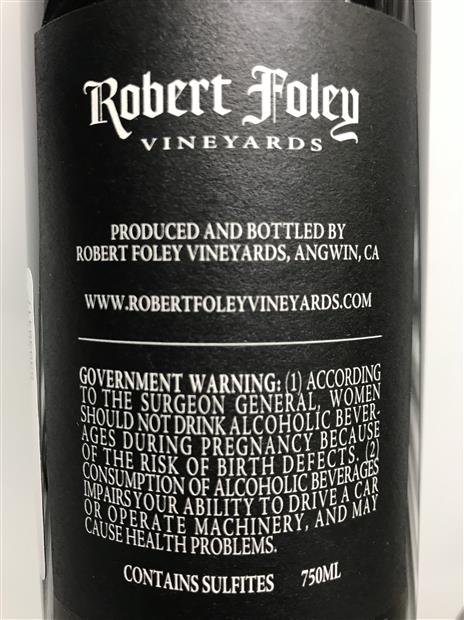 Robert Foley
VINEYARDS
PRODUCED AND BOTTLED BY
ROBERT FOLEY VINEYARDS, ANGWIN, CA
WWW.ROBERTFOLEYVINEYARDS.COM
GOVERNMENT WARNING: (1) ACCORDING
TO THE SURGEON GENERAL, WOMEN
SHOULD NOT DRINK ALCOHOLIC BEVER-
AGES DURING PREGNANCY BECAUSE
OF THE RISK OF BIRTH DEFECTS. (2)
CONSUMPTION OF ALCOHOLIC BEVERAGES
IMPAIRS YOUR ABILITY TO DRIVE A CAR
OR OPERATE MACHINERY, AND MAY
CAUSE HEALTH PROBLEMS.
CONTAINS SULFITES 750ML